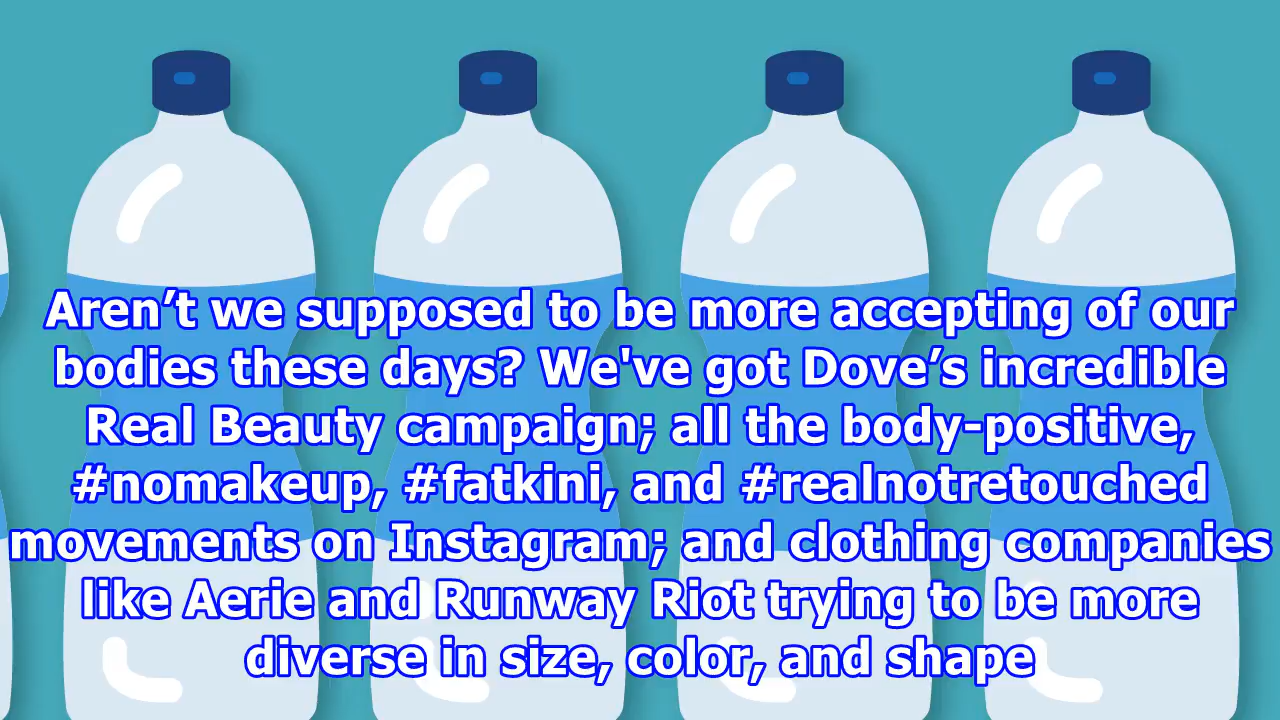 Aren’t we supposed to be more accepting of our
bodies these days? We've got Dove’s incredible
Real Beauty campaign; all the body-positive,
#nomakeup, #fatkini, and #realnotretouched
movements on Instagram; and clothing companies
like Aerie and Runway Riot trying to be more
diverse in size, color, and shape